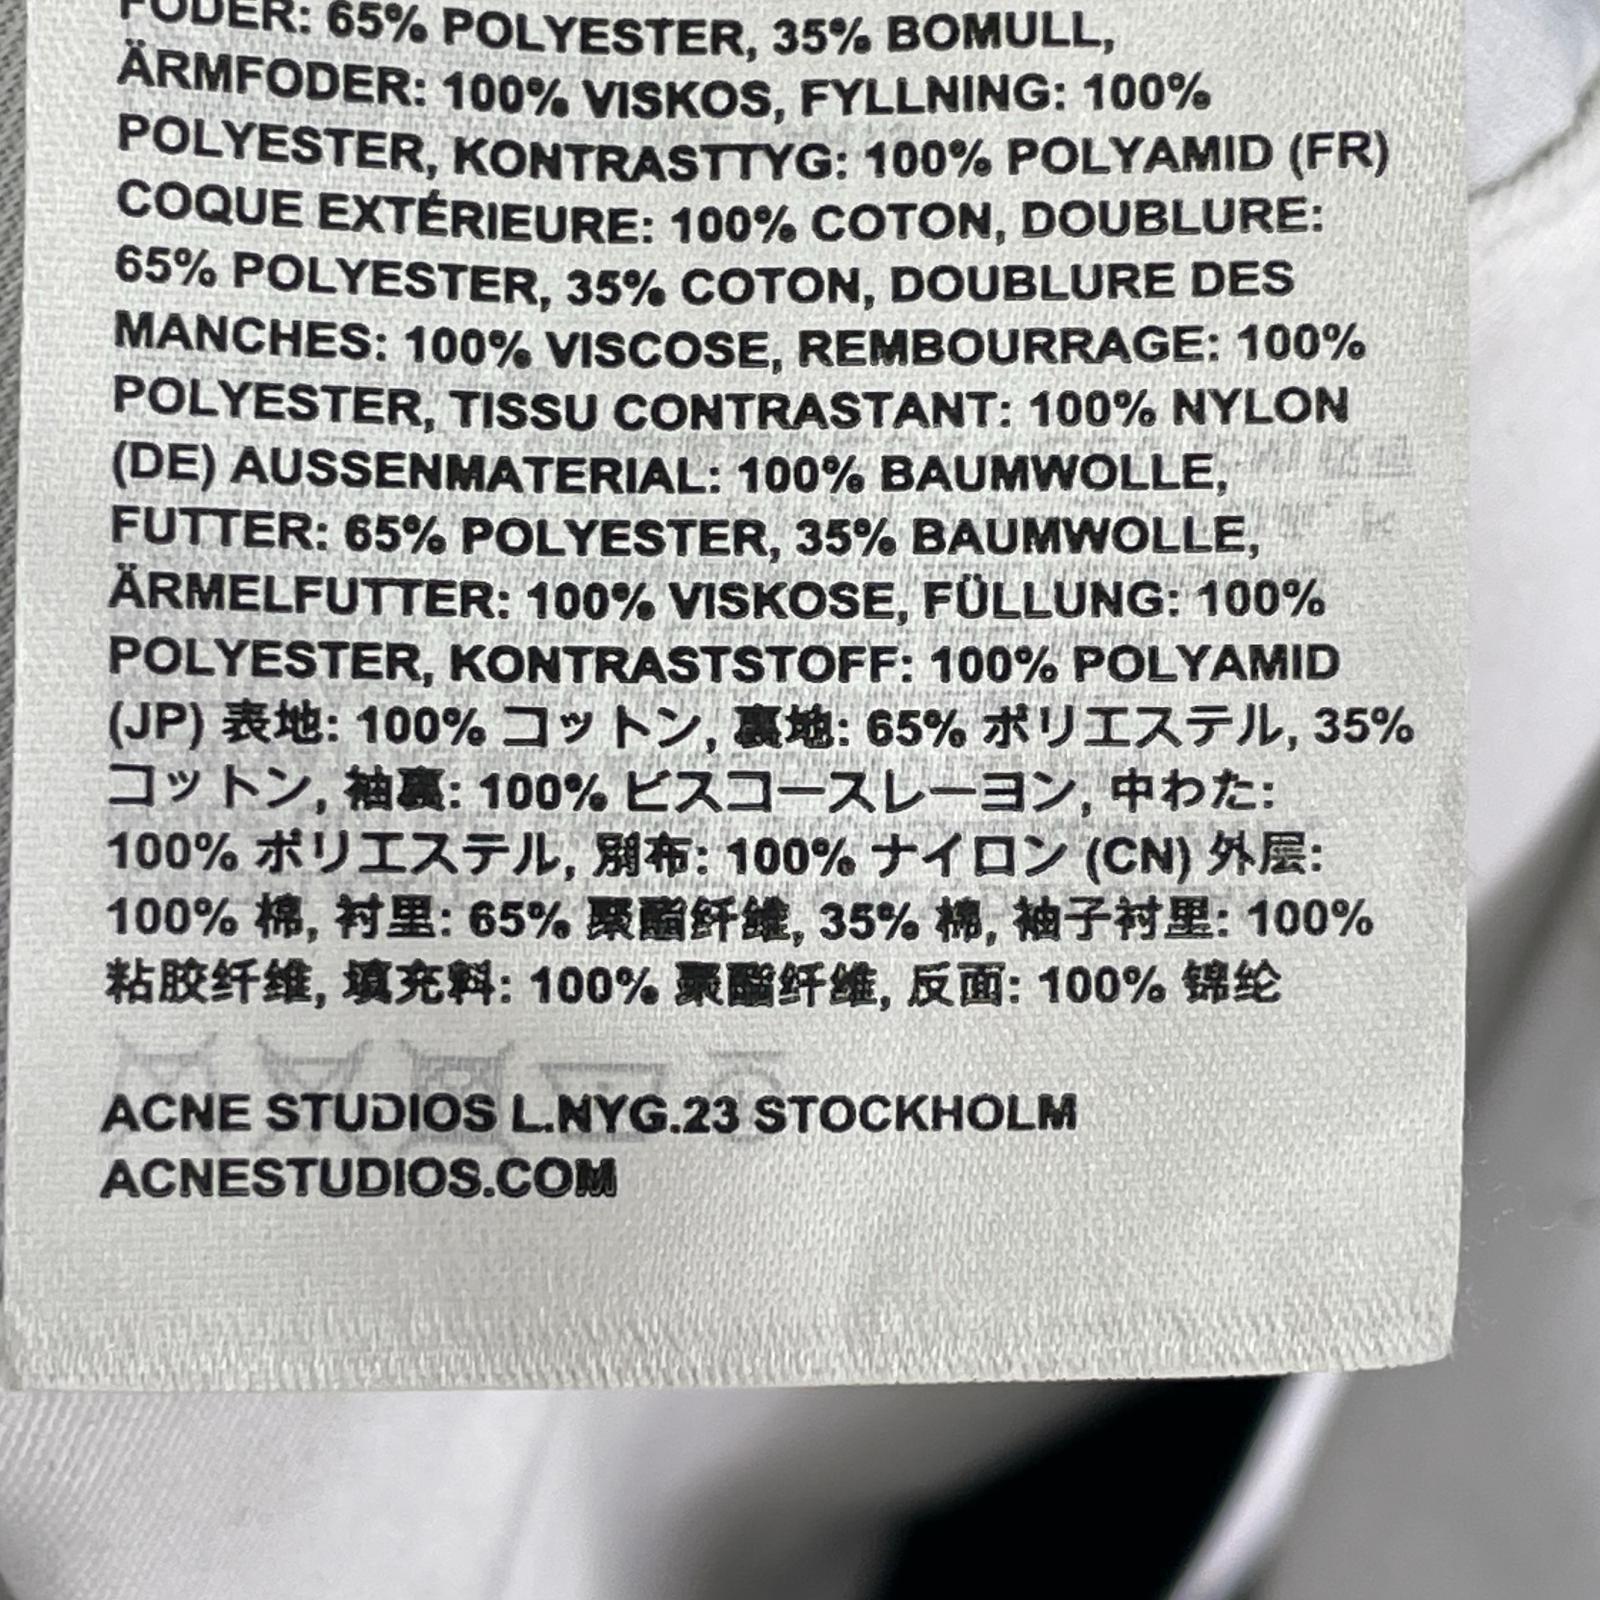 FODER: 65% POLYESTER, 35% BOMULL,
ÄRMFODER: 100% VISKOS, FYLLNING: 100%
POLYESTER, KONTRASTTYG: 100% POLYAMID (FR)
COQUE EXTÉRIEURE: 100% COTON, DOUBLURE:
65% POLYESTER, 35% COTON, DOUBLURE DES
MANCHES: 100% VISCOSE, REMBOURRAGE: 100%
POLYESTER, TISSU CONTRASTANT: 100% NYLON
(DE) AUSSENMATERIAL: 100% BAUMWOLLE,
FUTTER: 65% POLYESTER, 35% BAUMWOLLE,
ÄRMELFUTTER: 100% VISKOSE, FÜLLUNG: 100%
POLYESTER, KONTRASTSTOFF: 100% POLYAMID
(JP) 表地: 100% コットン, 裏地: 65% ポリエステル, 35%
コットン, 袖裏: 100% ビスコースレーヨン, 中わた:
100% ポリエステル, 別布: 100% ナイロン (CN) 外层:
100% 棉, 衬里: 65% 聚酯纤维, 35% 棉, 袖子衬里: 100%
粘胶纤维, 填充料: 100% 聚酯纤维, 反面: 100% 锦纶
ACNE STUDIOS L.NYG.23 STOCKHOLM
ACNESTUDIOS.COM